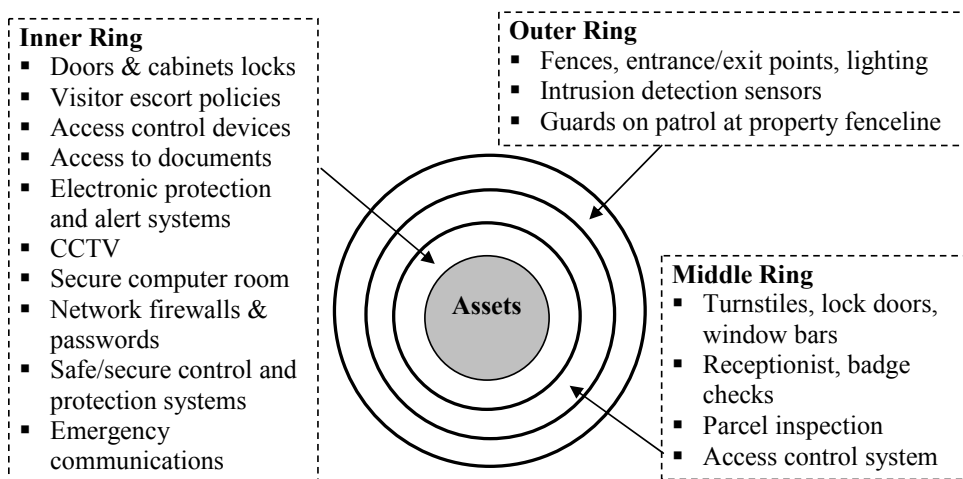 Inner Ring
▪ Doors & cabinets locks
▪ Visitor escort policies
▪ Access control devices
▪ Access to documents
▪ Electronic protection
and alert systems
▪ CCTV
▪ Secure computer room
▪ Network firewalls &
passwords
▪ Safe/secure control and
protection systems
▪ Emergency
communications
Outer Ring
▪ Fences, entrance/exit points, lighting
▪ Intrusion detection sensors
▪ Guards on patrol at property fenceline
Assets
Middle Ring
▪ Turnstiles, lock doors,
window bars
▪ Receptionist, badge
checks
▪ Parcel inspection
▪ Access control system